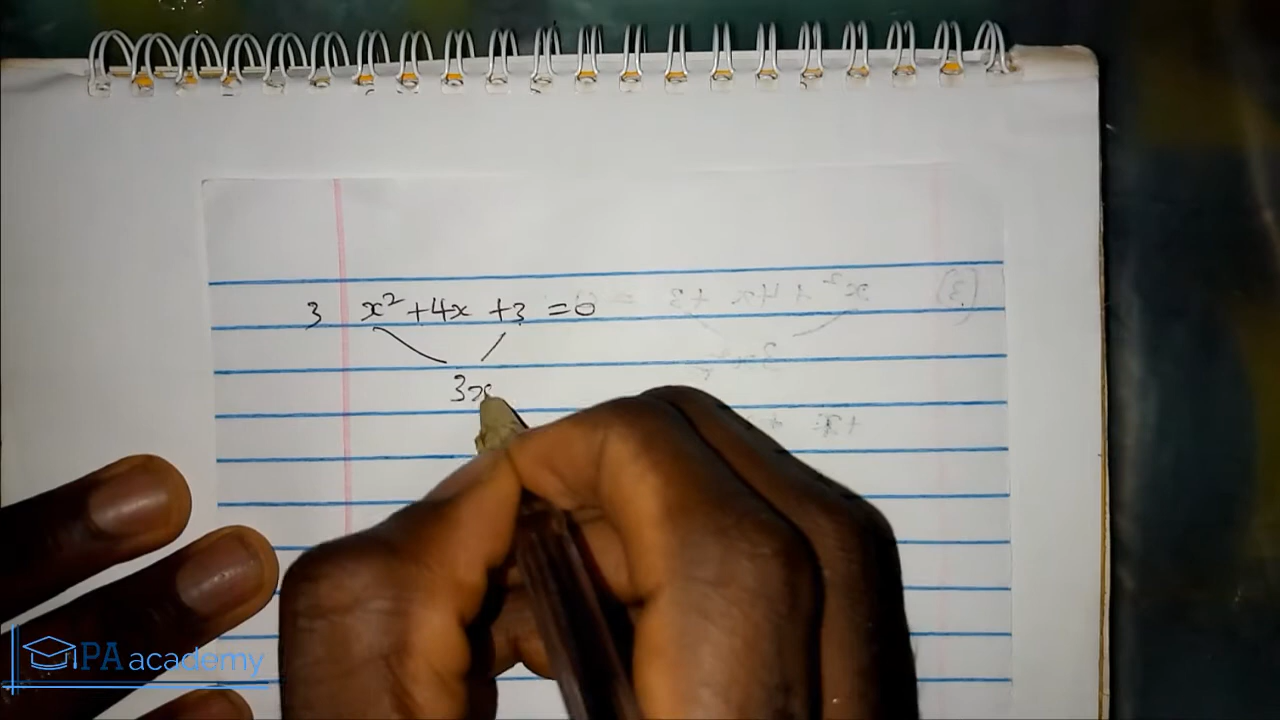 3 x² +4x +3 = 0
3x
PA academy